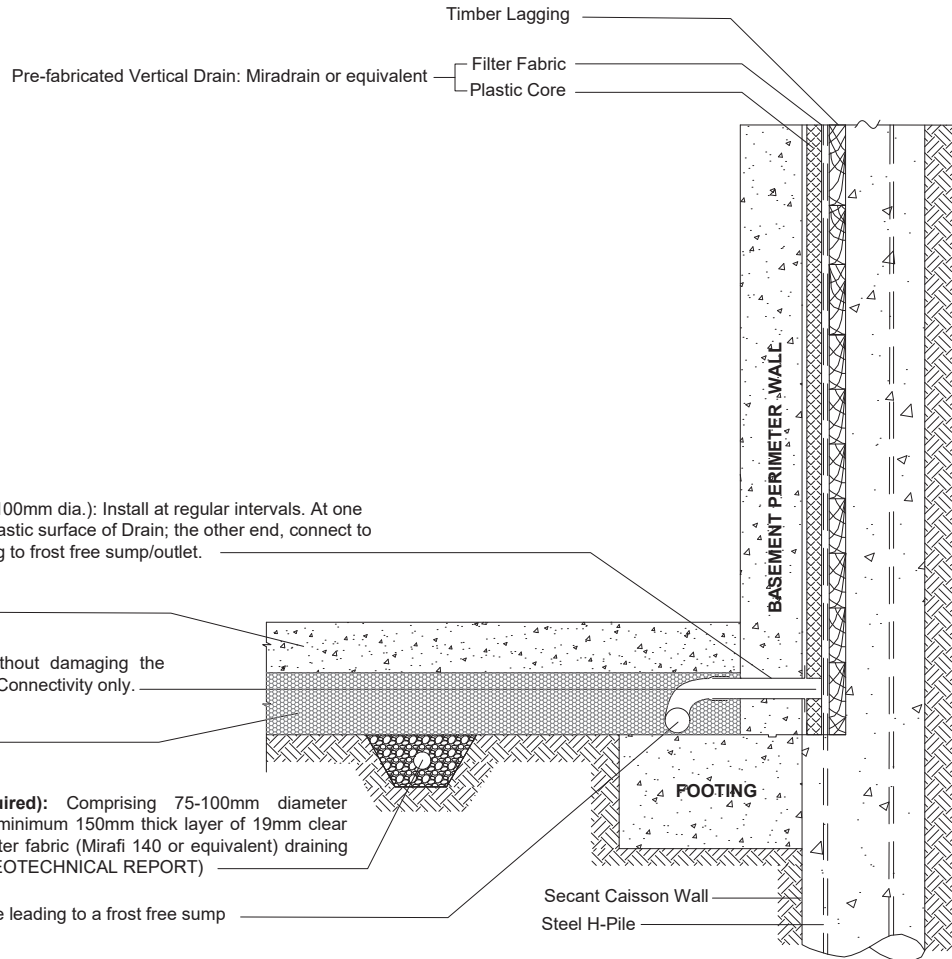 Timber Lagging
Pre-fabricated Vertical Drain: Miradrain or equivalent
Filter Fabric
Plastic Core
BASEMENT PERIMETER WALL
100mm dia.): Install at regular intervals. At one
astic surface of Drain; the other end, connect to
g to frost free sump/outlet.
ithout damaging the
Connectivity only.
uired): Comprising 75-100mm diameter
minimum 150mm thick layer of 19mm clear
ter fabric (Mirafi 140 or equivalent) draining
EOTECHNICAL REPORT)
FOOTING
e leading to a frost free sump
Secant Caisson Wall
Steel H-Pile